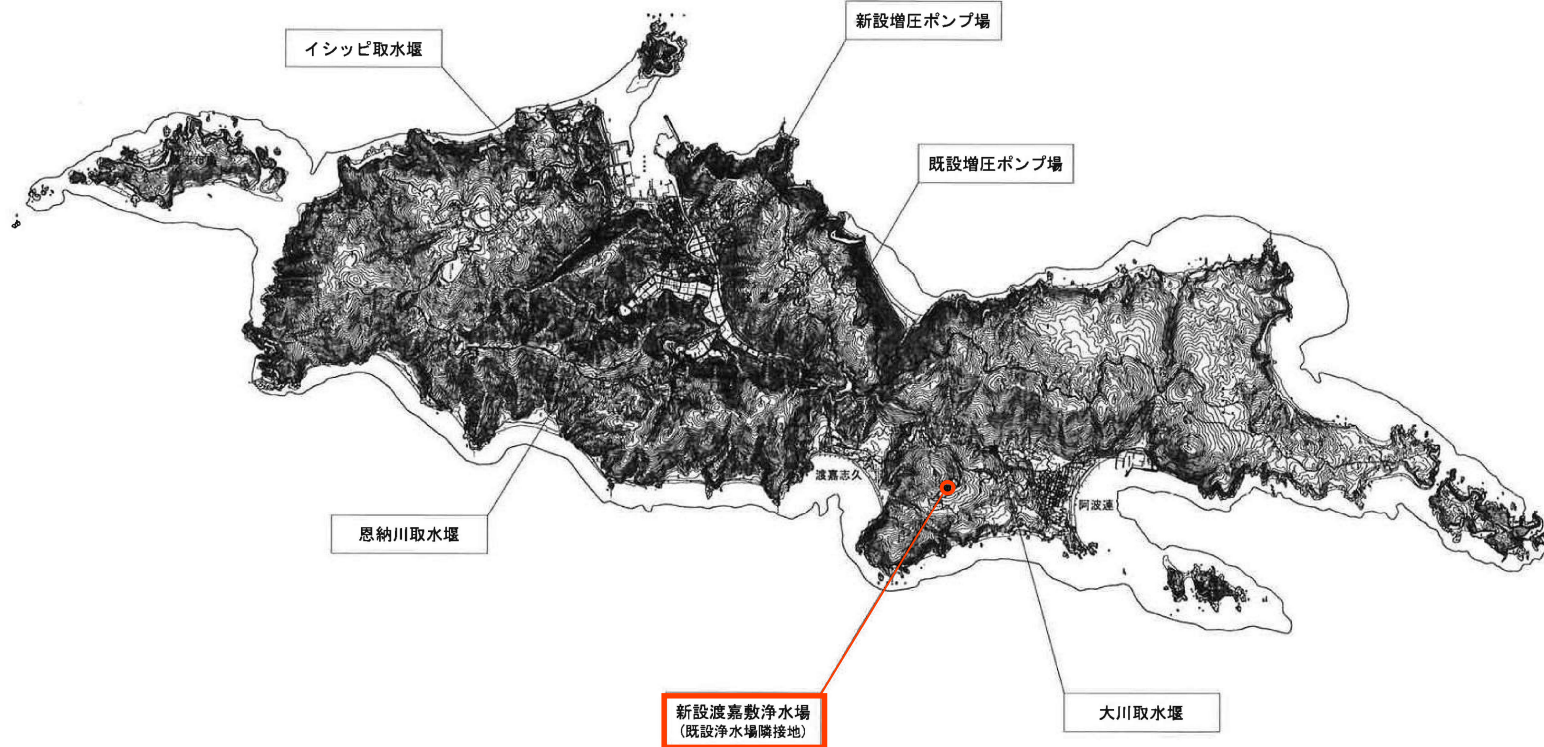 新設増圧ポンプ場
イシッピ取水堰
既設増圧ポンプ場
渡嘉志久
阿波連
恩納川取水堰
新設渡嘉敷浄水場
(既設浄水場隣接地)
大川取水堰